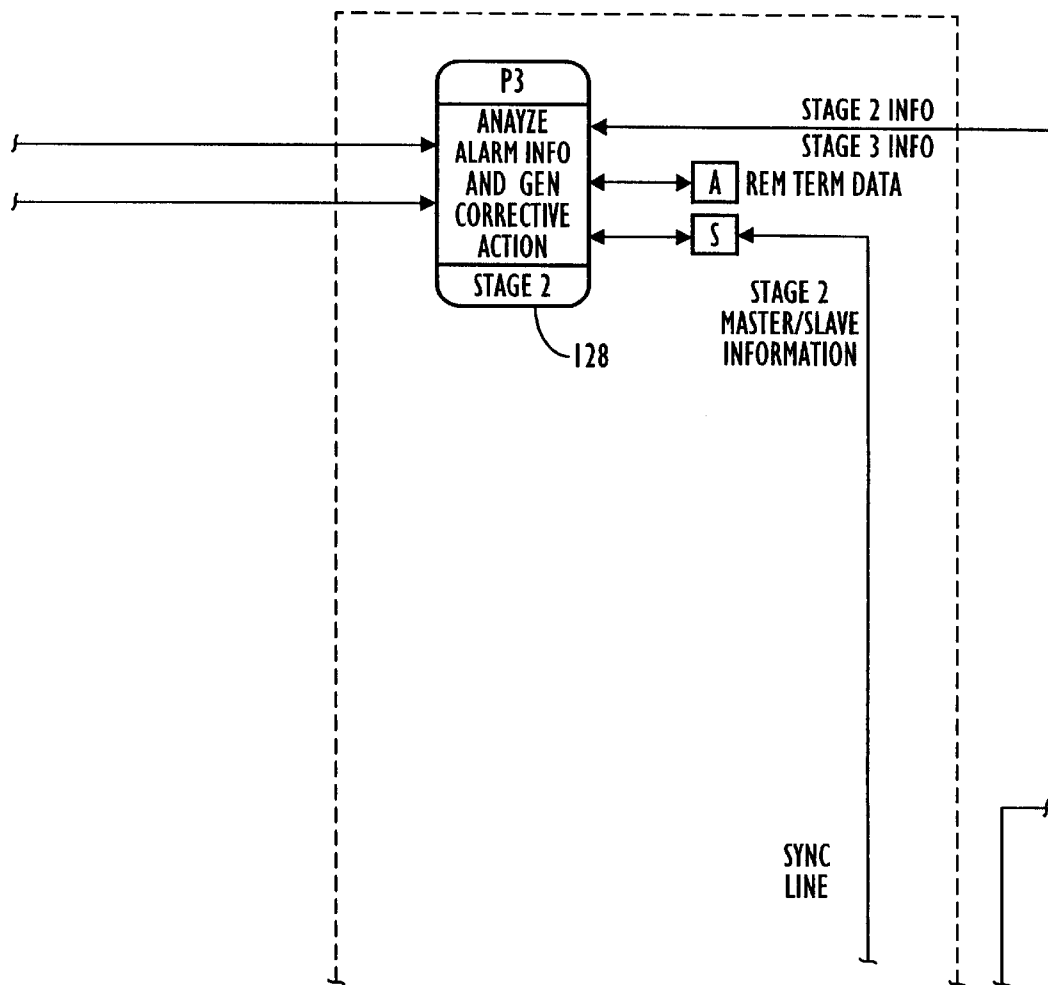 P3
ANAYZE
ALARM INFO
AND GEN
CORRECTIVE
ACTION
STAGE 2
128
STAGE 2 INFO
STAGE 3 INFO
A REM TERM DATA
S
STAGE 2
MASTER/SLAVE
INFORMATION
SYNC
LINE